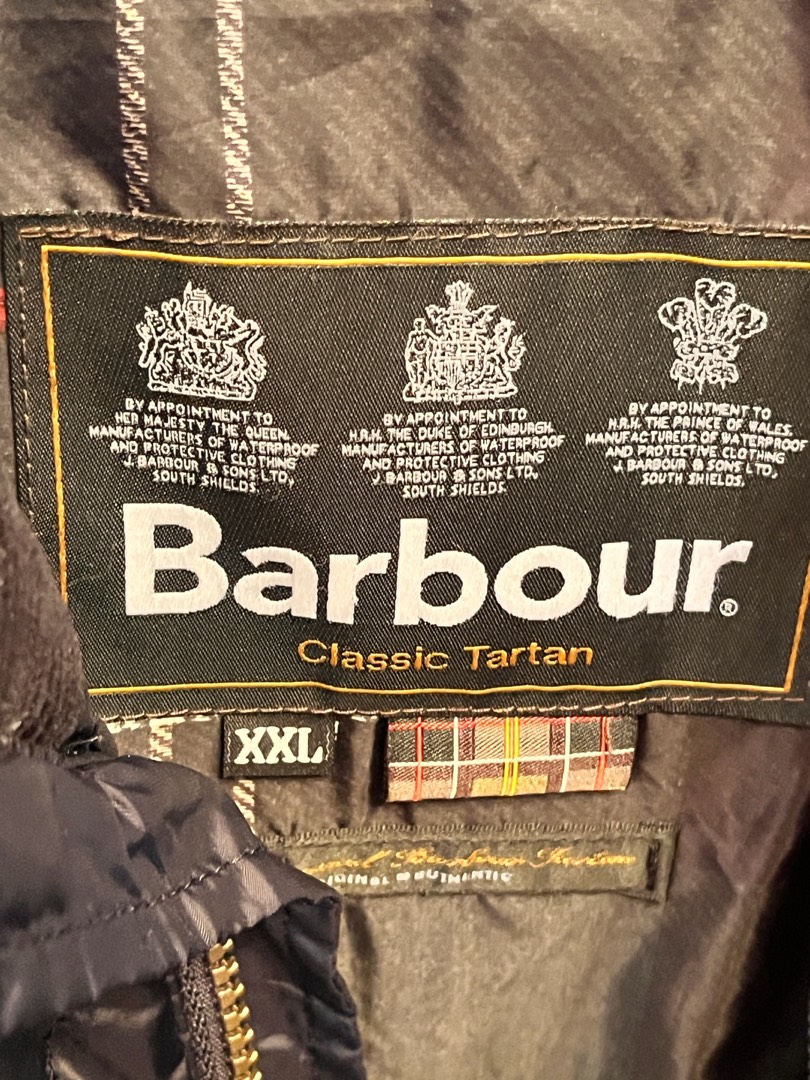 BY APPOINTMENT TO
HER MAJESTY THE QUEEN.
MANUFACTURERS OF WATERPROOF
AND PROTECTIVE CLOTHING
J. BARBOUR & SONS LTD,
SOUTH SHIELDS.
BY APPOINTMENT TO
H.R.H. THE DUKE OF EDINBURGH.
MANUFACTURERS OF WATERPROOF
AND PROTECTIVE CLOTHING
J. BARBOUR & SONS LTD.
SOUTH SHIELDS.
BY APPOINTMENT TO
H.R.H. THE PRINCE OF WALES.
MANUFACTURERS OF WATERPROOF
AND PROTECTIVE CLOTHING
J. BARBOUR & SONS LTD,
SOUTH SHIELDS.
Barbour®
Classic Tartan
XXL
Barbour Tartan
& AUTHENTIC